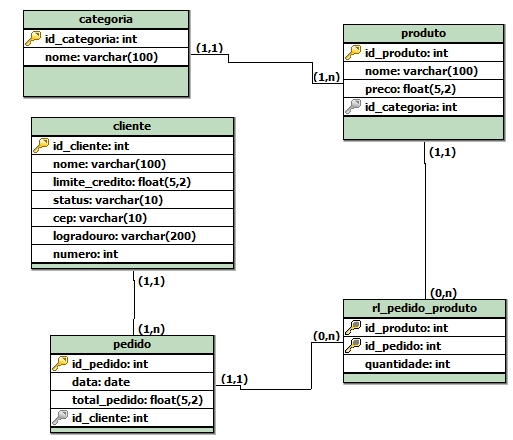 categoria
id_categoria: int
nome: varchar(100)
(1,1)
(1,n)
produto
id_produto: int
nome: varchar(100)
preco: float(5,2)
id_categoria: int
(1,1)
cliente
id_cliente: int
nome: varchar(100)
limite_credito: float(5,2)
status: varchar(10)
cep: varchar(10)
logradouro: varchar(200)
numero: int
(1,1)
(1,n)
pedido
id_pedido: int
data: date
total_pedido: float(5,2)
id_cliente: int
(1,1)
(0,n)
(0,n)
rl_pedido_produto
id_produto: int
id_pedido: int
quantidade: int